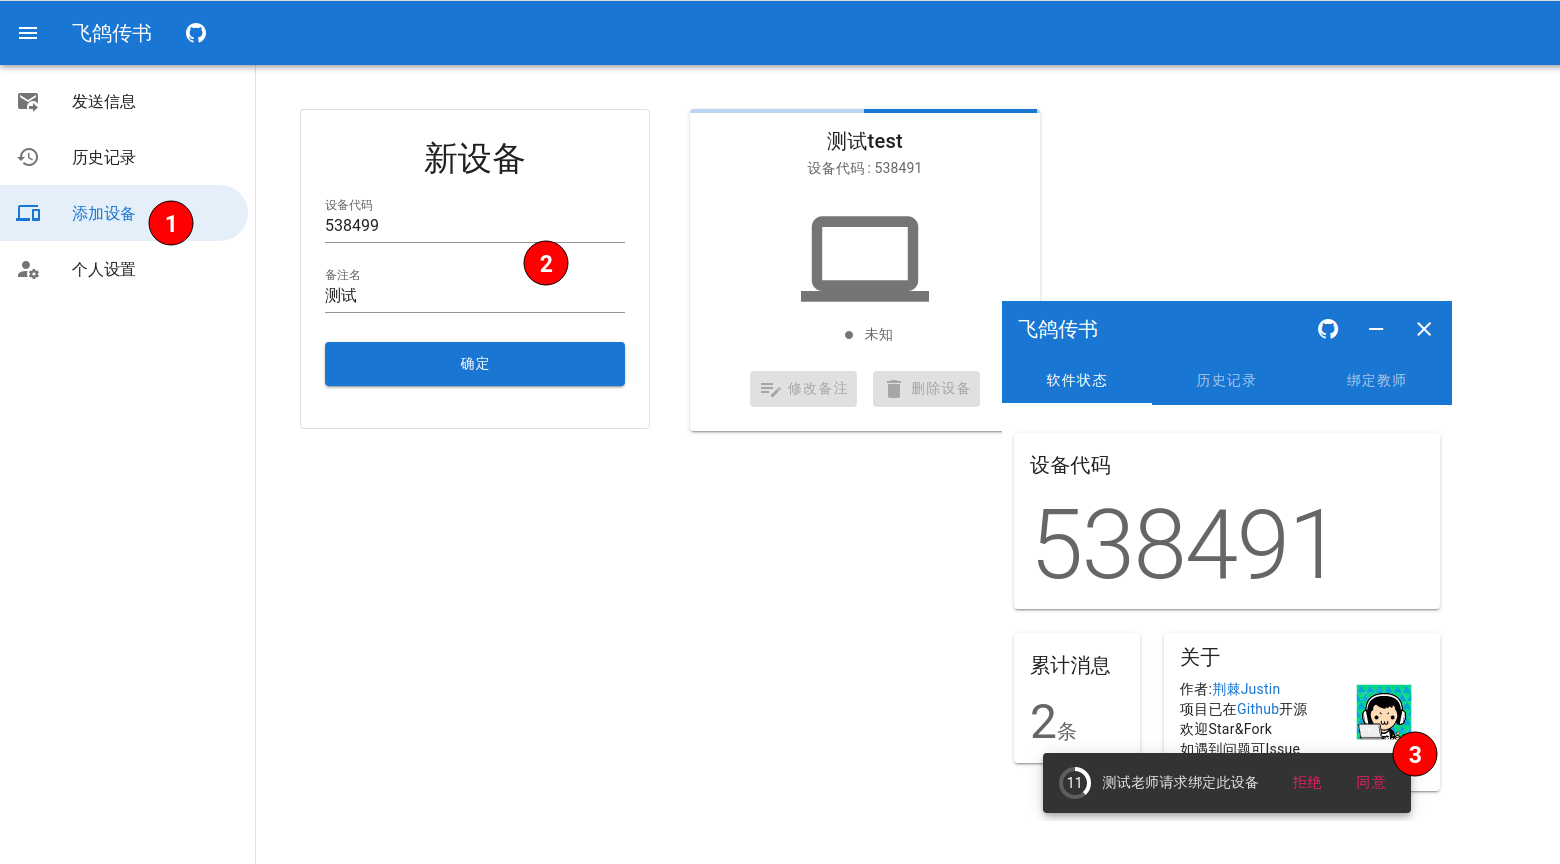 飞鸽传书
发送信息
历史记录
添加设备
1
个人设置
新设备
设备代码
538499
2
备注名
测试
确定
测试test
设备代码 : 538491
未知
修改备注
删除设备
飞鸽传书
软件状态
历史记录
绑定教师
设备代码
538491
累计消息
2条
关于
作者:荆棘Justin
项目已在Github开源
欢迎Star&Fork
如遇到问题可Issue
3
11
测试老师请求绑定此设备
拒绝
同意